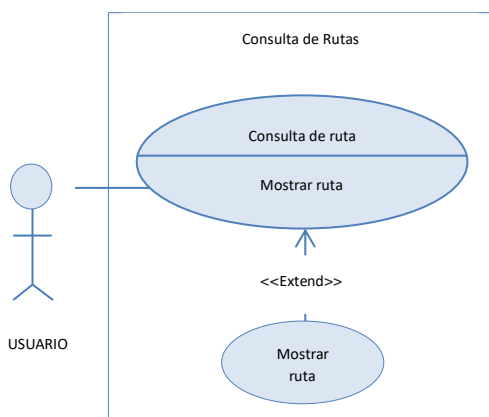 Consulta de Rutas
Consulta de ruta
Mostrar ruta
<<Extend>>
USUARIO
Mostrar
ruta